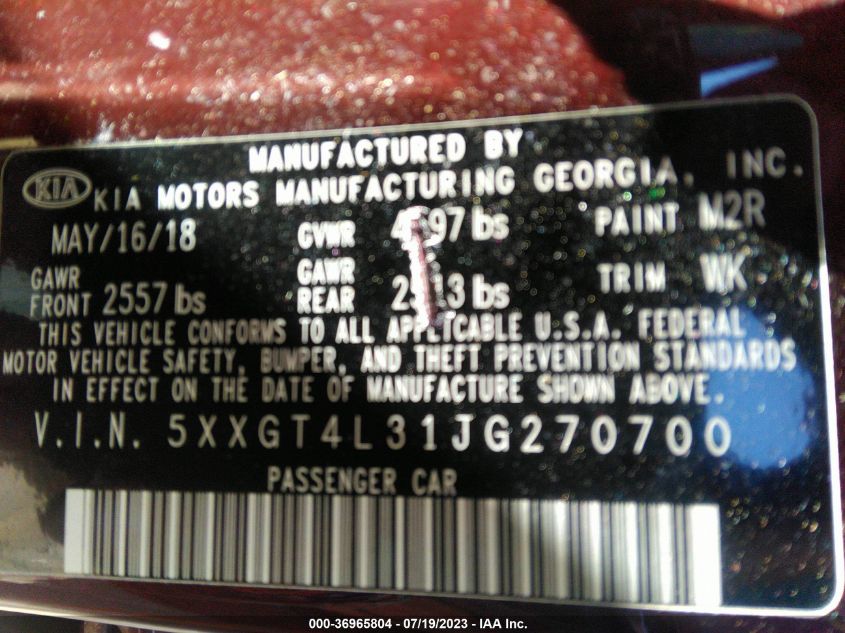 MANUFACTURED BY
KIA KIA MOTORS MANUFACTURING GEORGIA, INC.
MAY/16/18 GVWR PAINT M2R
GAWR FRONT 2557 lbs GAWR REAR TRIM WK
THIS VEHICLE CONFORMS TO ALL APPLICABLE U.S.A. FEDERAL
MOTOR VEHICLE SAFETY, BUMPER, AND THEFT PREVENTION STANDARDS
IN EFFECT ON THE DATE OF MANUFACTURE SHOWN ABOVE.
V.I.N. 5XXGT4L31JG270700
PASSENGER CAR
000-36965804 - 07/19/2023 - IAA Inc.